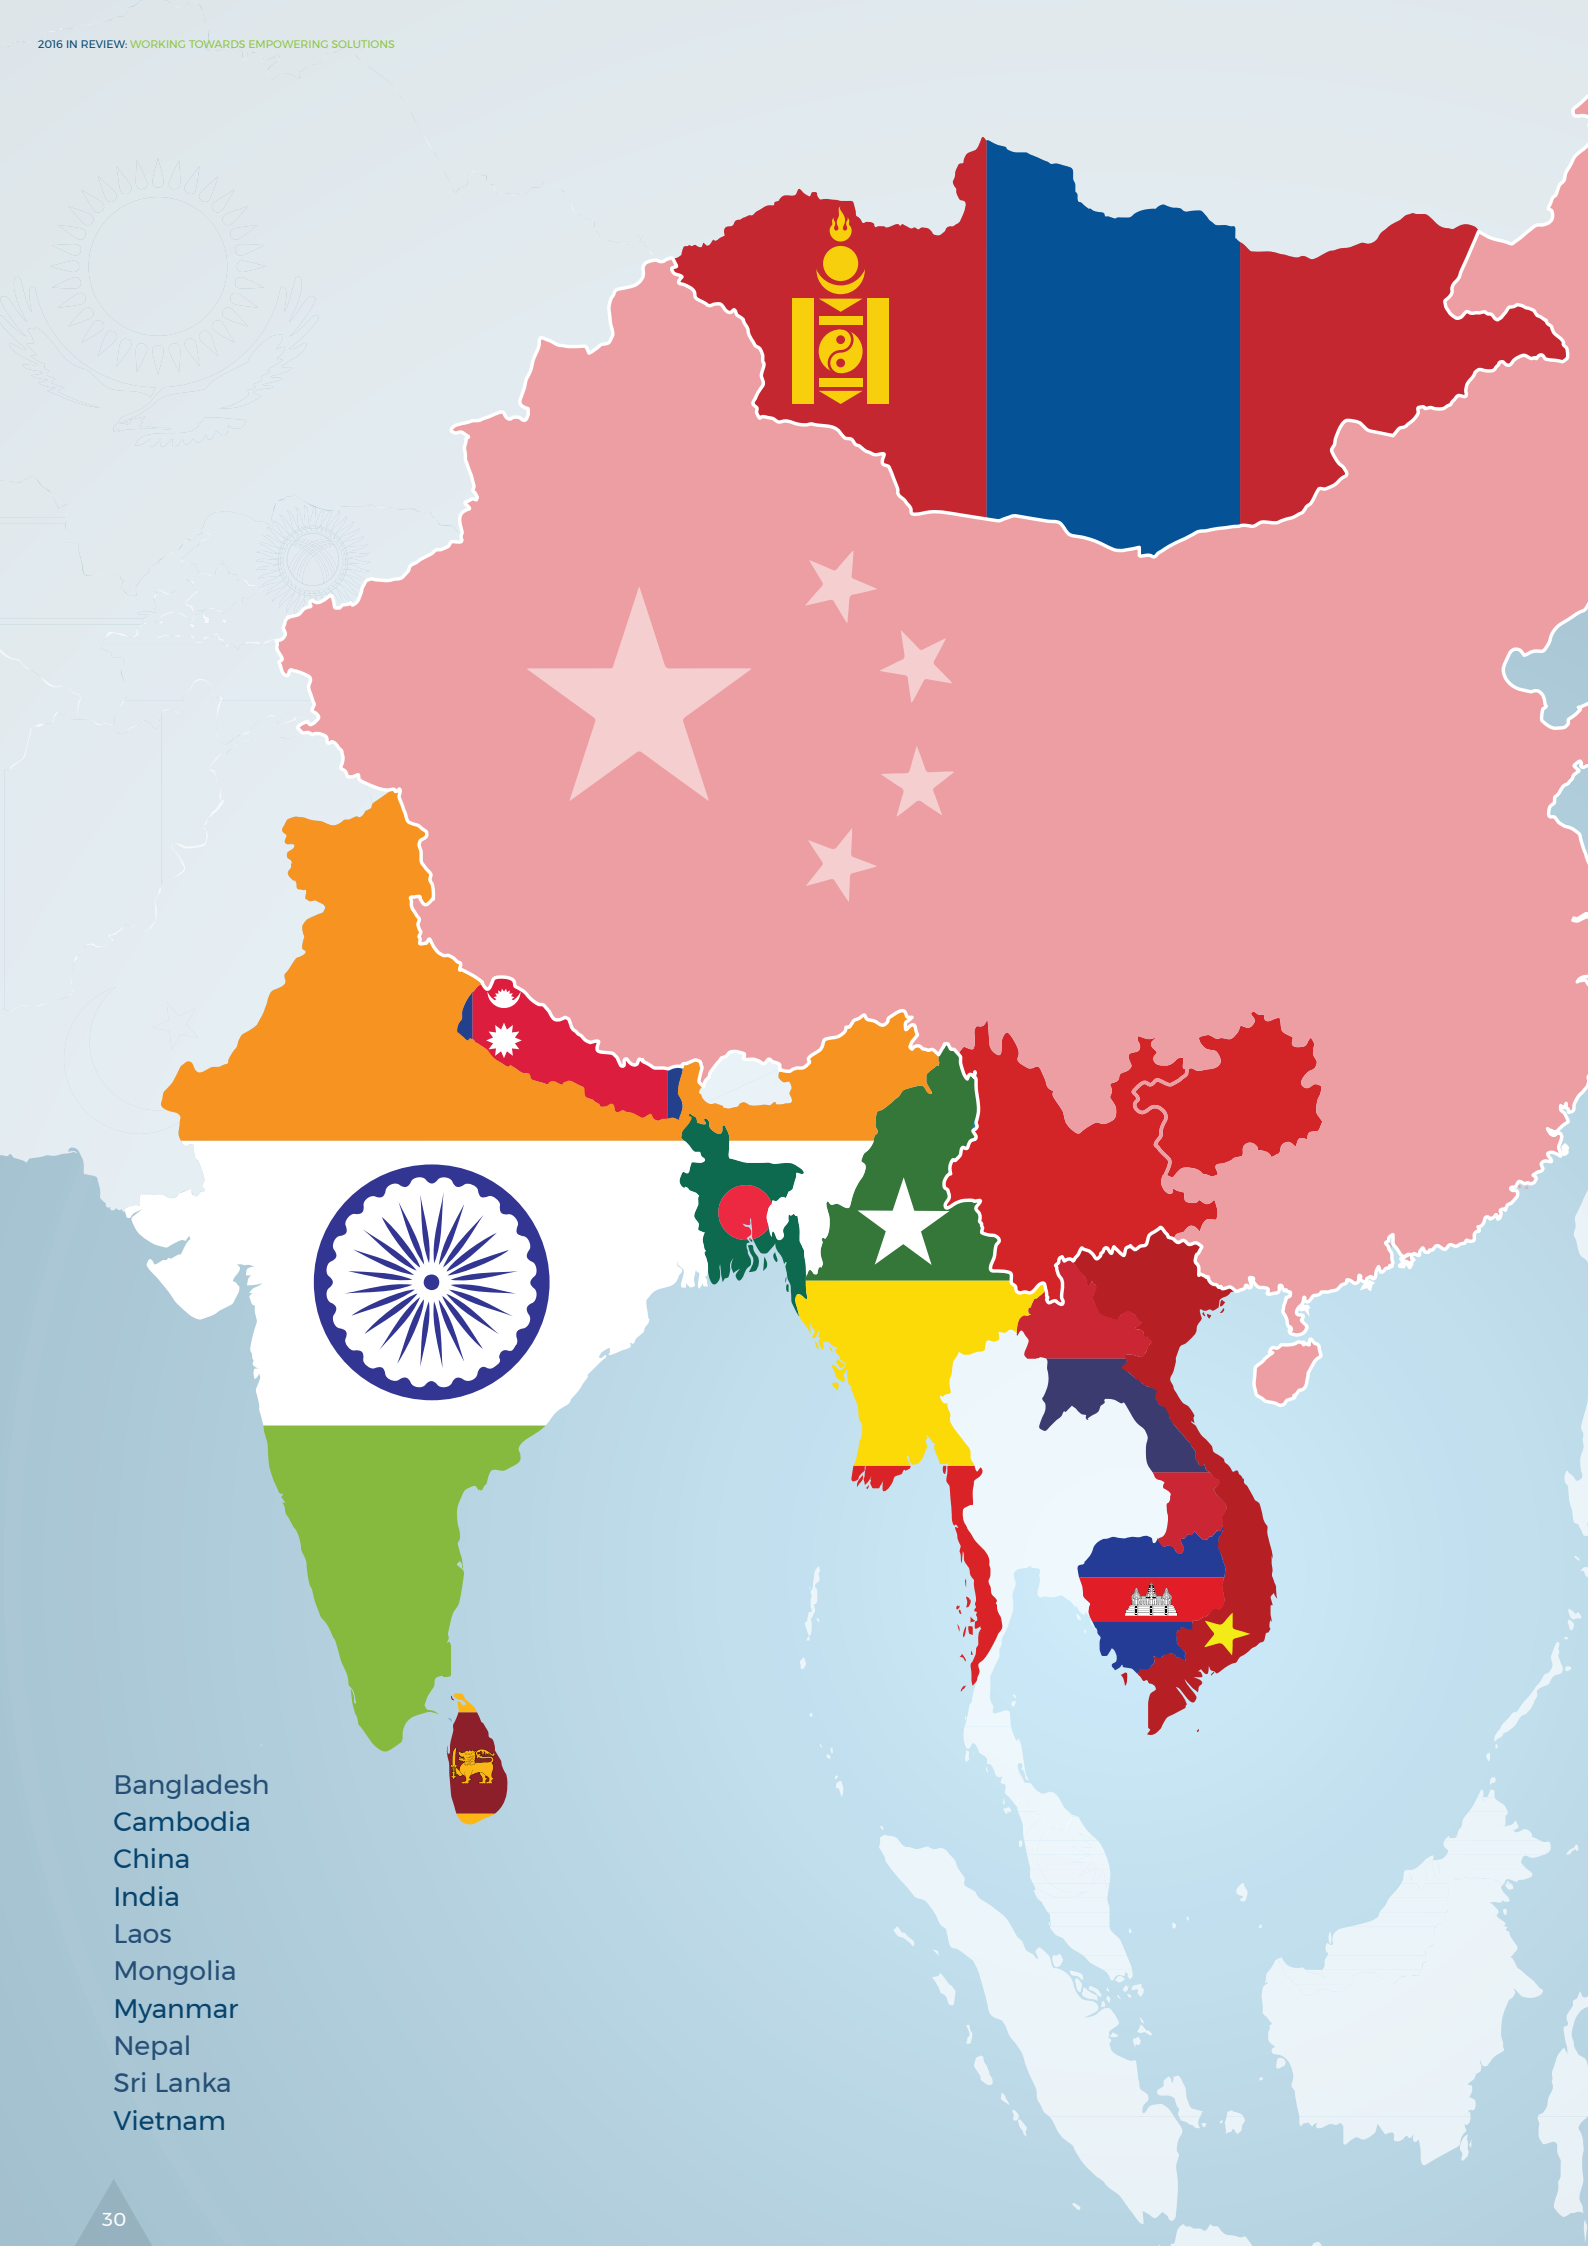 2016 IN REVIEW: WORKING TOWARDS EMPOWERING SOLUTIONS
Bangladesh
Cambodia
China
India
Laos
Mongolia
Myanmar
Nepal
Sri Lanka
Vietnam
30